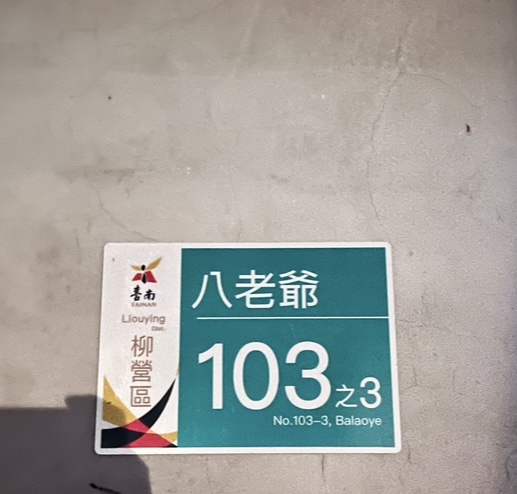 臺南
TAINAN
Liouying
Dist.
柳營區
八老爺
103之3
No.103-3, Balaoye